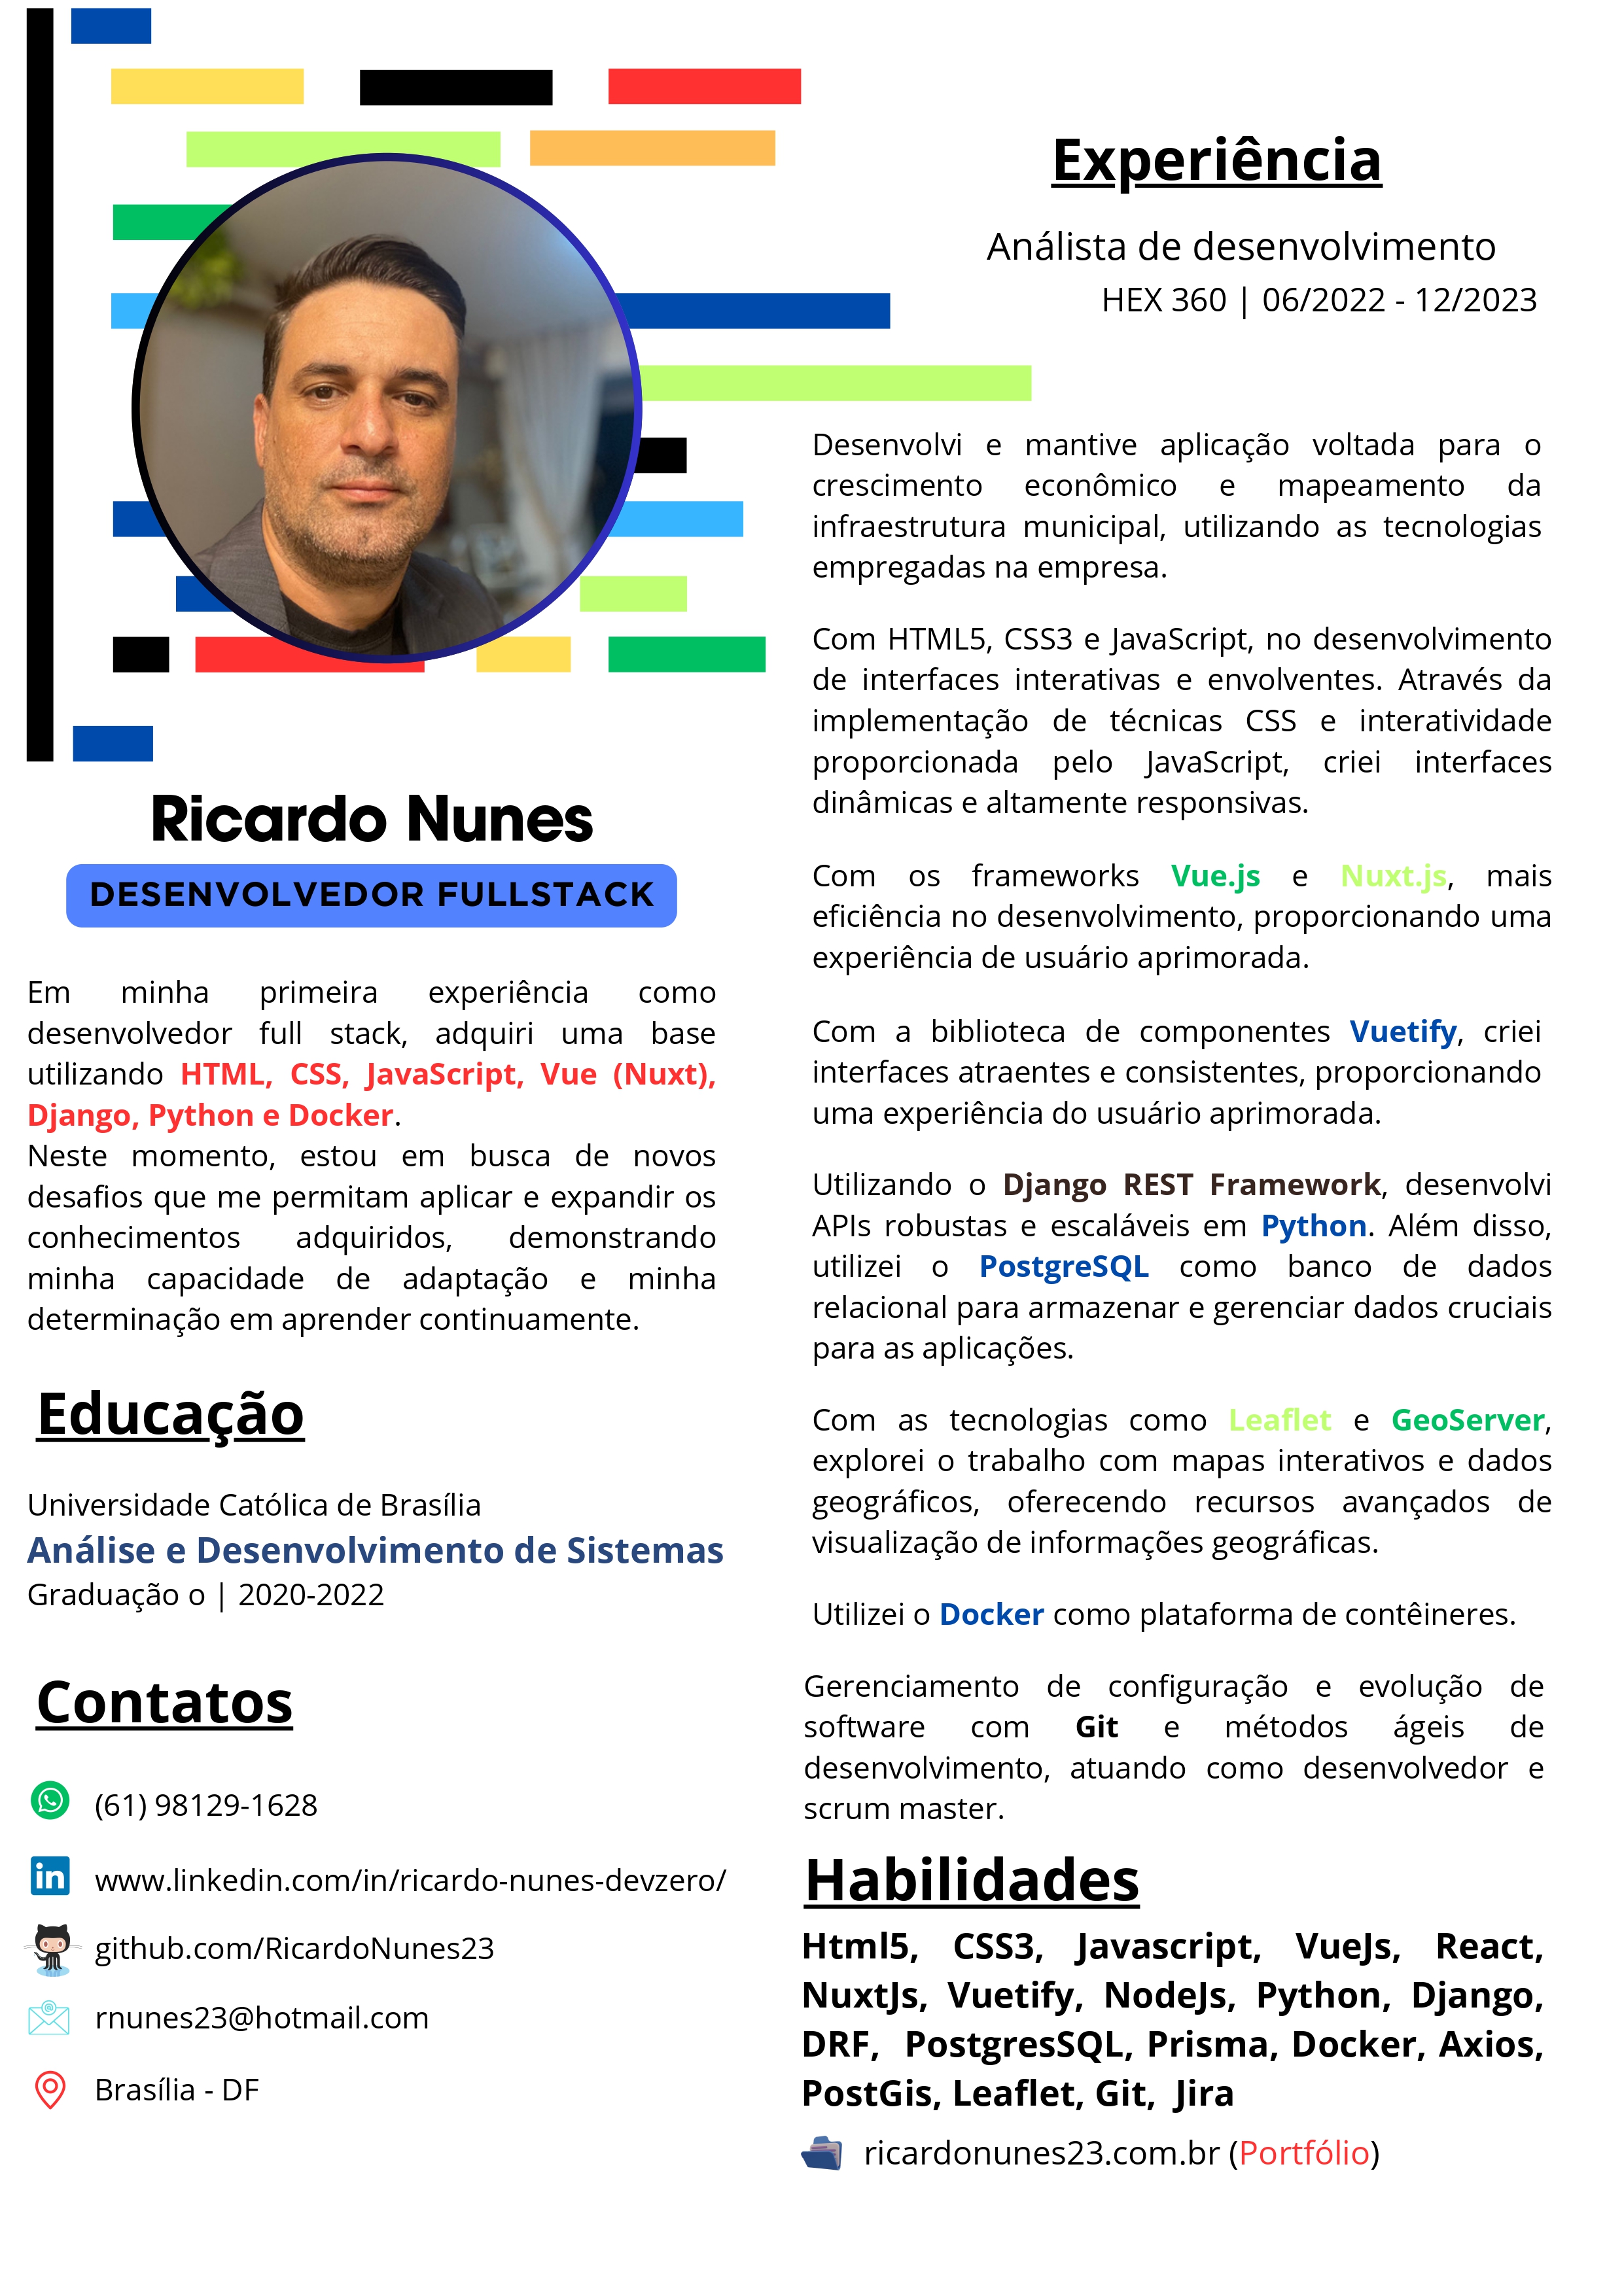 Ricardo Nunes
DESENVOLVEDOR FULLSTACK
Em minha primeira experiência como
desenvolvedor full stack, adquiri uma base
utilizando HTML, CSS, JavaScript, Vue (Nuxt),
Django, Python e Docker.
Neste momento, estou em busca de novos
desafios que me permitam aplicar e expandir os
conhecimentos adquiridos, demonstrando
minha capacidade de adaptação e minha
determinação em aprender continuamente.
Educação
Universidade Católica de Brasília
Análise e Desenvolvimento de Sistemas
Graduação o | 2020-2022
Contatos
(61) 98129-1628
www.linkedin.com/in/ricardo-nunes-devzero/
github.com/RicardoNunes23
rnunes23@hotmail.com
Brasília - DF
Experiência
Análista de desenvolvimento
HEX 360 | 06/2022 - 12/2023
Desenvolvi e mantive aplicação voltada para o
crescimento econômico e mapeamento da
infraestrutura municipal, utilizando as tecnologias
empregadas na empresa.
Com HTML5, CSS3 e JavaScript, no desenvolvimento
de interfaces interativas e envolventes. Através da
implementação de técnicas CSS e interatividade
proporcionada pelo JavaScript, criei interfaces
dinâmicas e altamente responsivas.
Com os frameworks Vue.js e Nuxt.js, mais
eficiência no desenvolvimento, proporcionando uma
experiência de usuário aprimorada.
Com a biblioteca de componentes Vuetify, criei
interfaces atraentes e consistentes, proporcionando
uma experiência do usuário aprimorada.
Utilizando o Django REST Framework, desenvolvi
APIs robustas e escaláveis em Python. Além disso,
utilizei o PostgreSQL como banco de dados
relacional para armazenar e gerenciar dados cruciais
para as aplicações.
Com as tecnologias como Leaflet e GeoServer,
explorei o trabalho com mapas interativos e dados
geográficos, oferecendo recursos avançados de
visualização de informações geográficas.
Utilizei o Docker como plataforma de contêineres.
Gerenciamento de configuração e evolução de
software com Git e métodos ágeis de
desenvolvimento, atuando como desenvolvedor e
scrum master.
Habilidades
Html5, CSS3, Javascript, VueJs, React,
NuxtJs, Vuetify, NodeJs, Python, Django,
DRF, PostgresSQL, Prisma, Docker, Axios,
PostGis, Leaflet, Git, Jira
ricardonunes23.com.br (Portfólio)